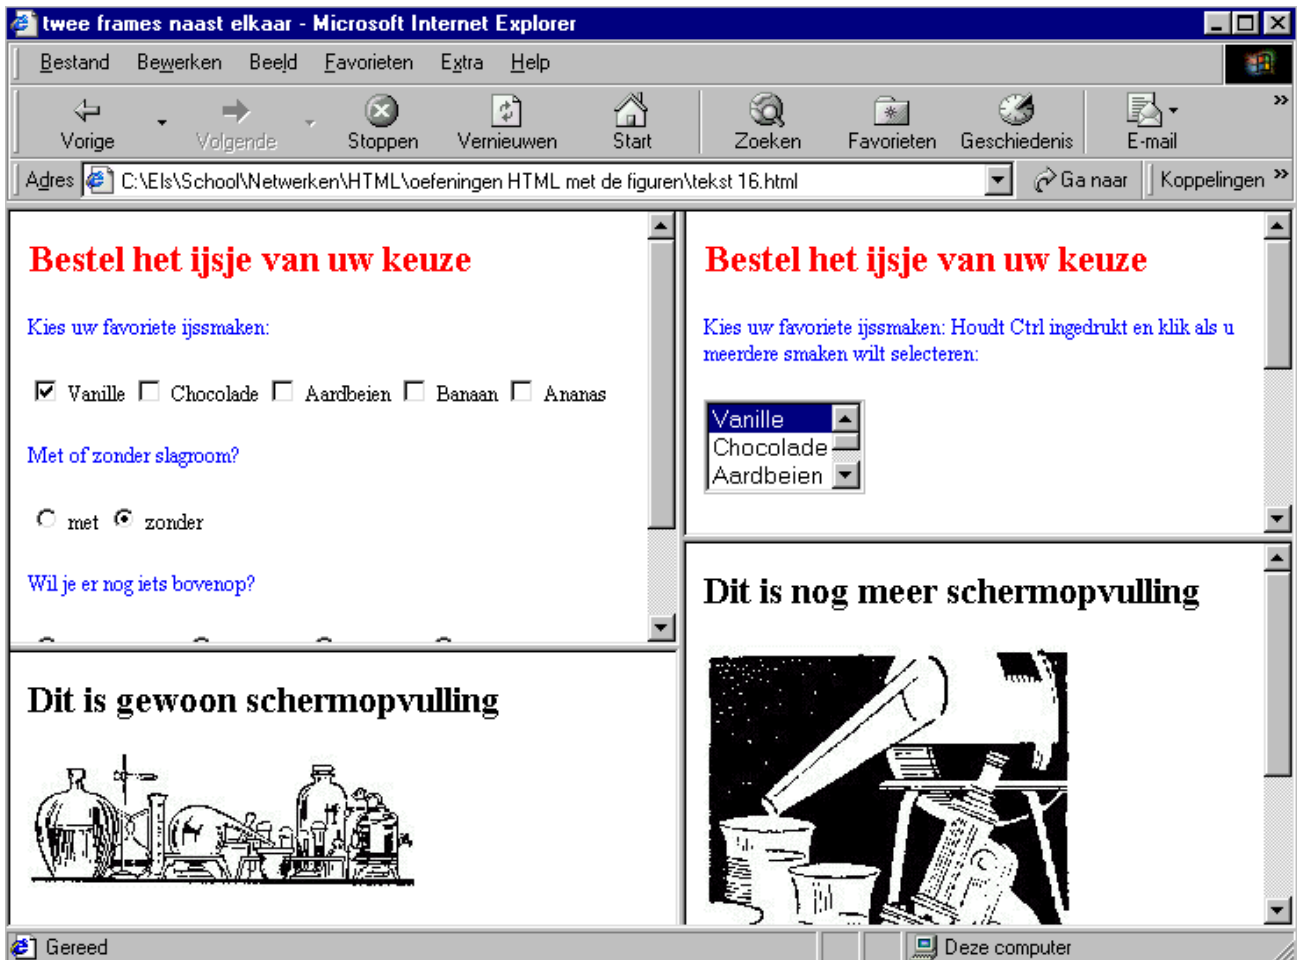 twee frames naast elkaar - Microsoft Internet Explorer
Bestand Bewerken Beeld Favorieten Extra Help
Vorige Volgende Stoppen Vernieuwen Start Zoeken Favorieten Geschiedenis E-mail »
Adres C:\Els\School\Netwerken\HTML\oefeningen HTML met de figuren\tekst 16.html Ga naar Koppelingen »
Bestel het ijsje van uw keuze
Kies uw favoriete ijssmaken:
Vanille Chocolade Aardbeien Banaan Ananas
Met of zonder slagroom?
met zonder
Wil je er nog iets bovenop?
Dit is gewoon schermopvulling
Bestel het ijsje van uw keuze
Kies uw favoriete ijssmaken: Houdt Ctrl ingedrukt en klik als u
meerdere smaken wilt selecteren:
Vanille
Chocolade
Aardbeien
Dit is nog meer schermopvulling
Gereed Deze computer